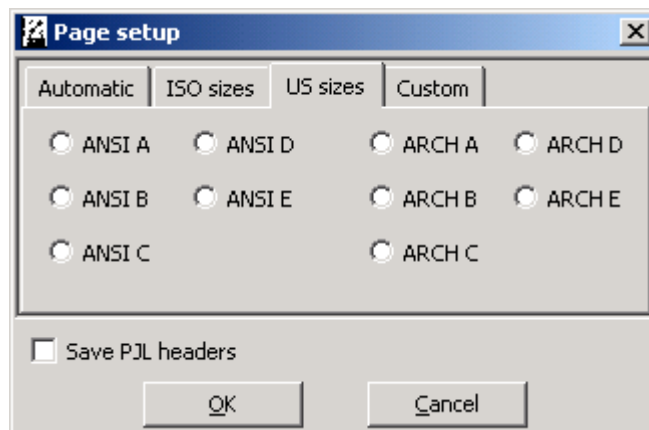 Page setup
Automatic ISO sizes US sizes Custom
ANSI A ANSI D ARCH A ARCH D
ANSI B ANSI E ARCH B ARCH E
ANSI C ARCH C
Save PJL headers
OK Cancel